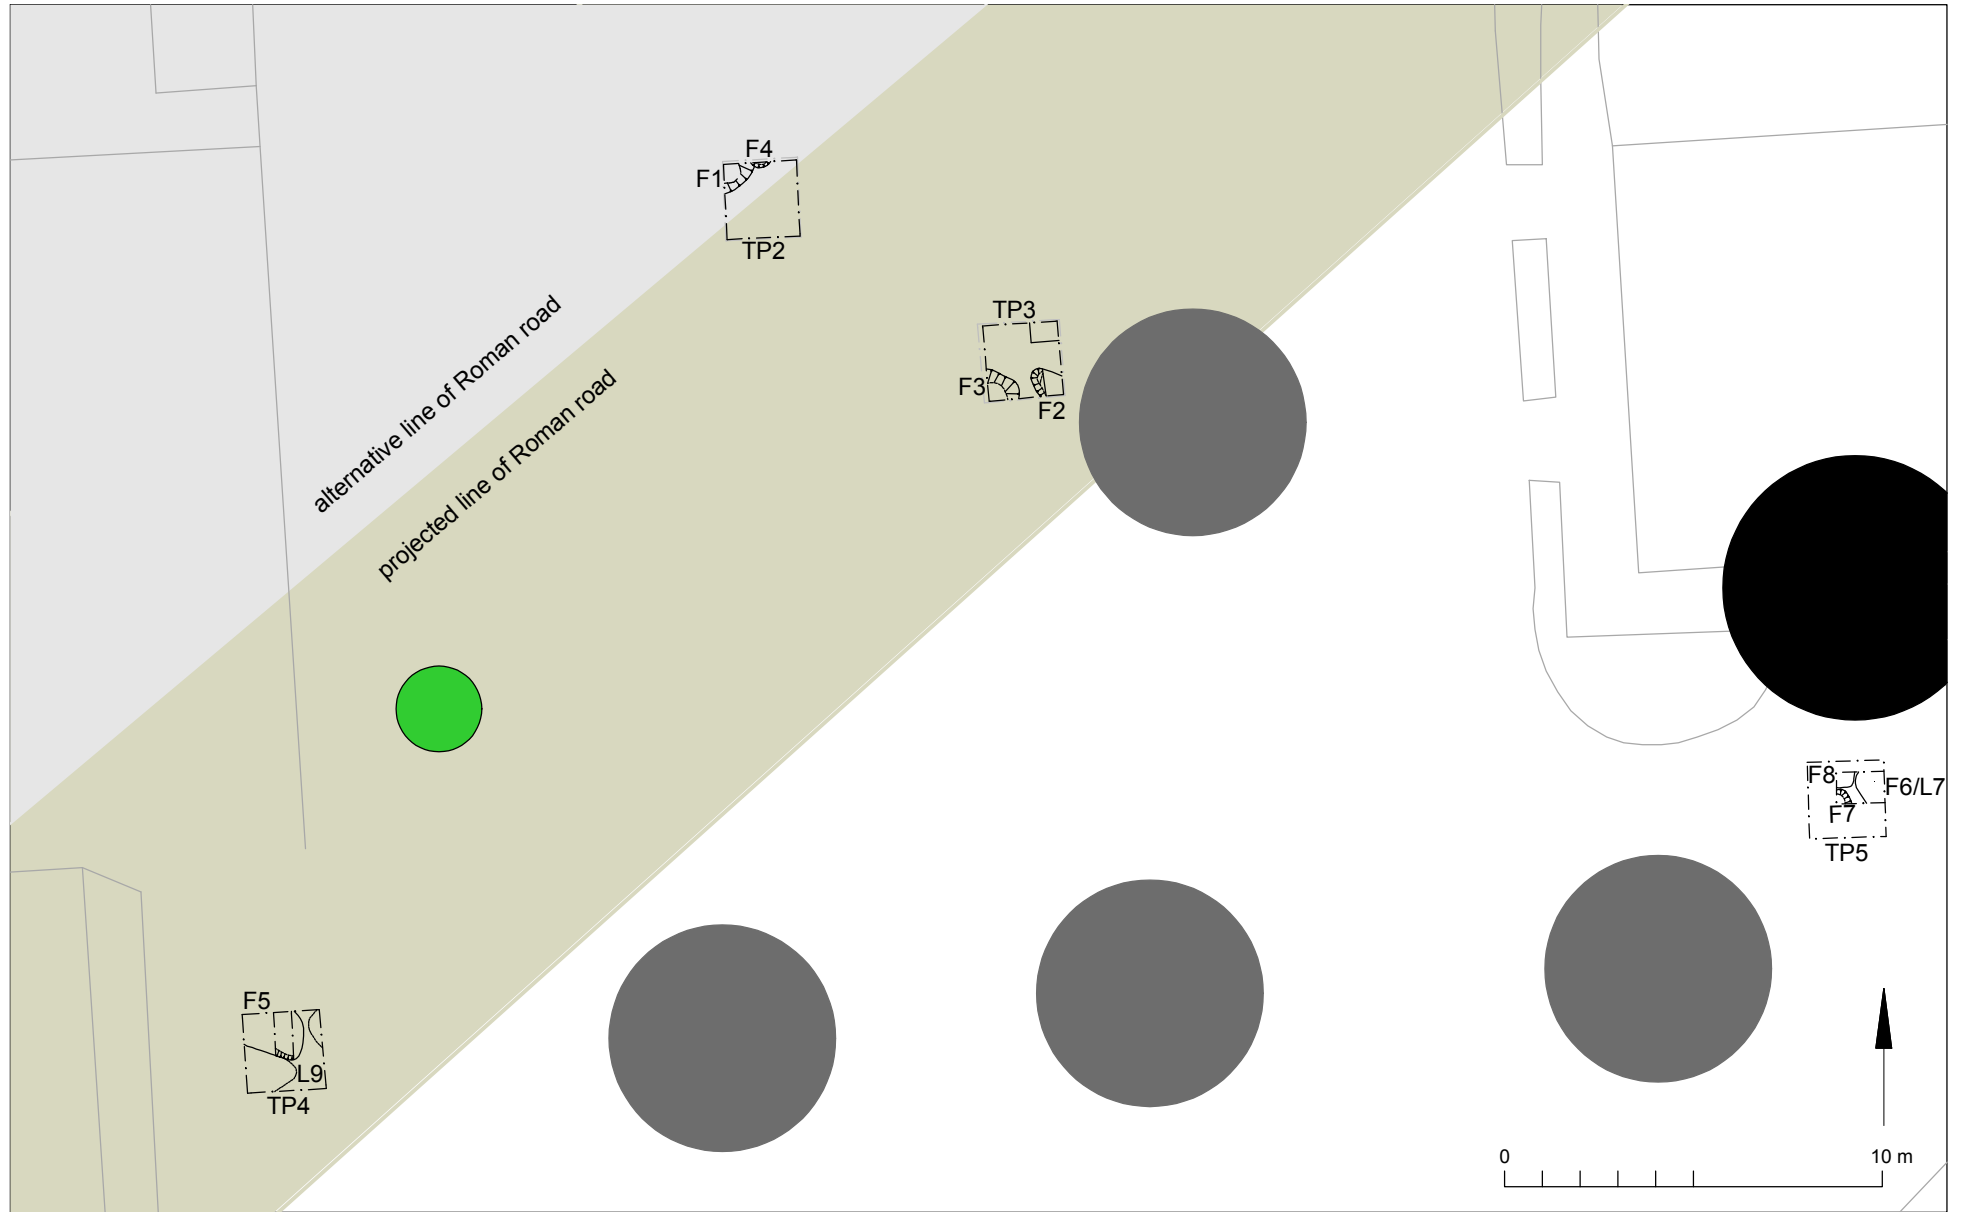 F4
F1
TP2
alternative line of Roman road
projected line of Roman road
TP3
F3
F2
F8
F6/L7
F7
TP5
F5
L9
TP4
0
10 m